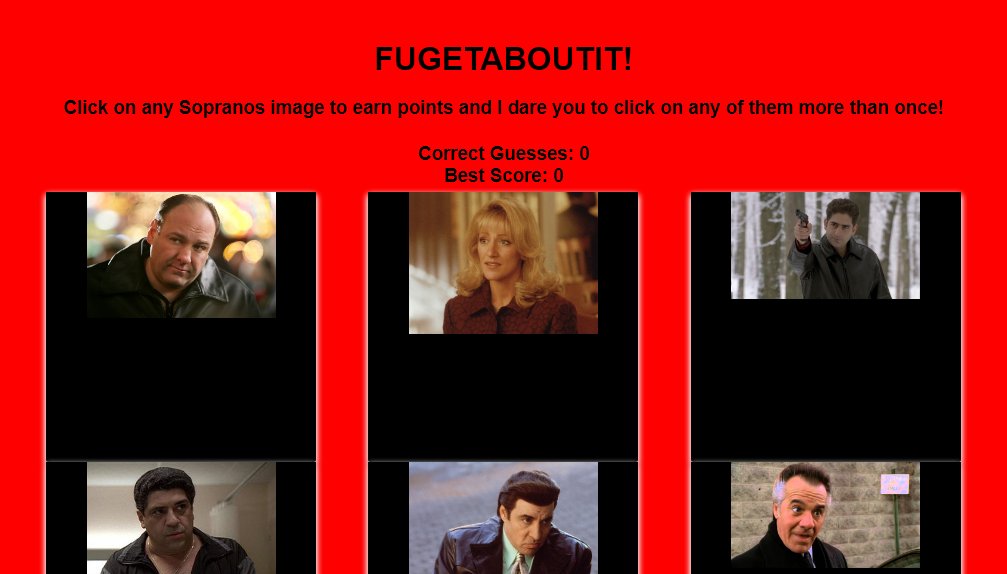 FUGETABOUTIT!
Click on any Sopranos image to earn points and I dare you to click on any of them more than once!
Correct Guesses: 0
Best Score: 0